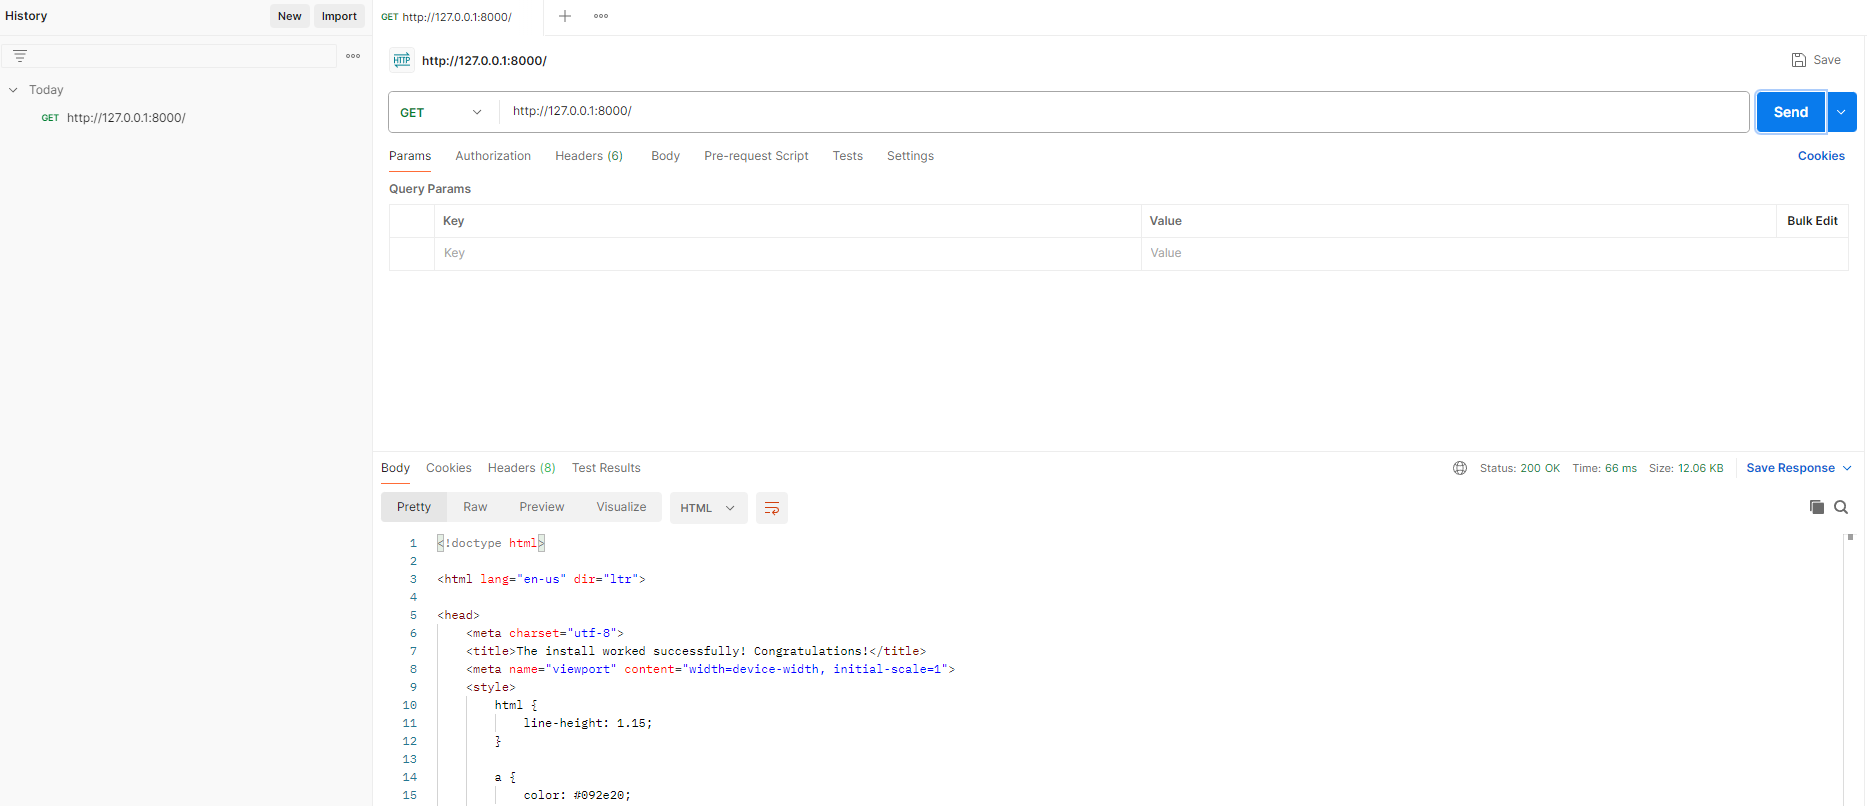 History
New
Import
GET http://127.0.0.1:8000/
Today
GET http://127.0.0.1:8000/
HTTP
http://127.0.0.1:8000/
Save
GET
http://127.0.0.1:8000/
Send
Params
Authorization
Headers (6)
Body
Pre-request Script
Tests
Settings
Cookies
Query Params
Key
Value
Bulk Edit
Key
Value
Body
Cookies
Headers (8)
Test Results
Status: 200 OK
Time: 66 ms
Size: 12.06 KB
Save Response
Pretty
Raw
Preview
Visualize
HTML
1 <!doctype html>
2
3 <html lang="en-us" dir="ltr">
4
5 <head>
6 <meta charset="utf-8">
7 <title>The install worked successfully! Congratulations!</title>
8 <meta name="viewport" content="width=device-width, initial-scale=1">
9 <style>
10 html {
11 line-height: 1.15;
12 }
13
14 a {
15 color: #092e20;